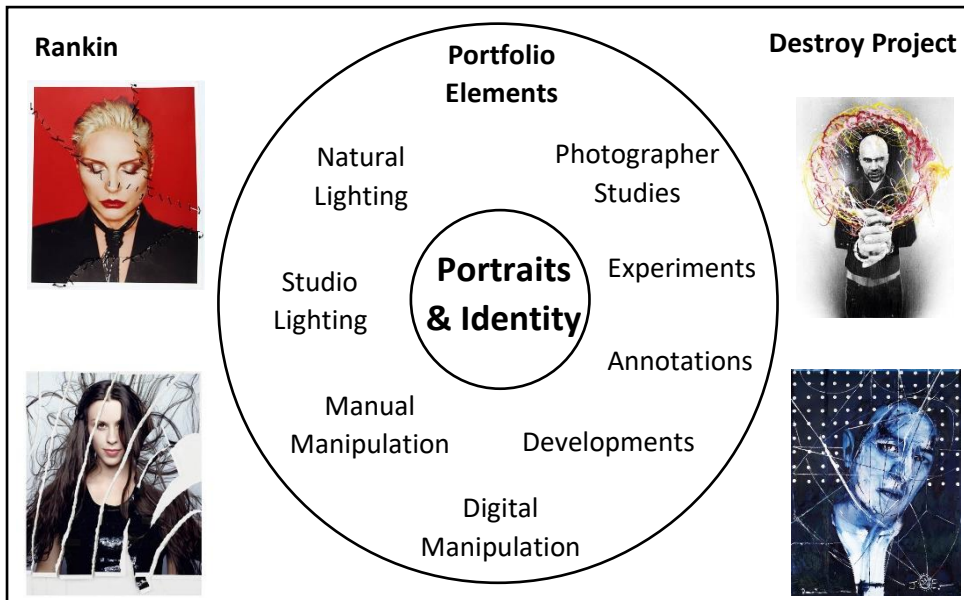 Rankin
Portfolio
Elements
Destroy Project
Natural
Lighting
Photographer
Studies
Studio
Lighting
Portraits
& Identity
Experiments
Annotations
Manual
Manipulation
Developments
Digital
Manipulation